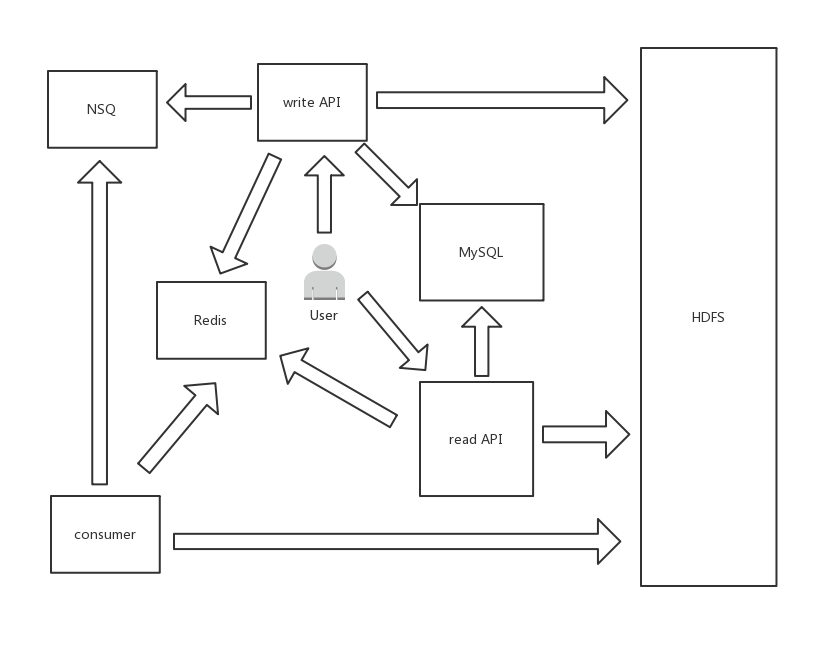 NSQ
write API
MySQL
Redis
User
HDFS
read API
consumer